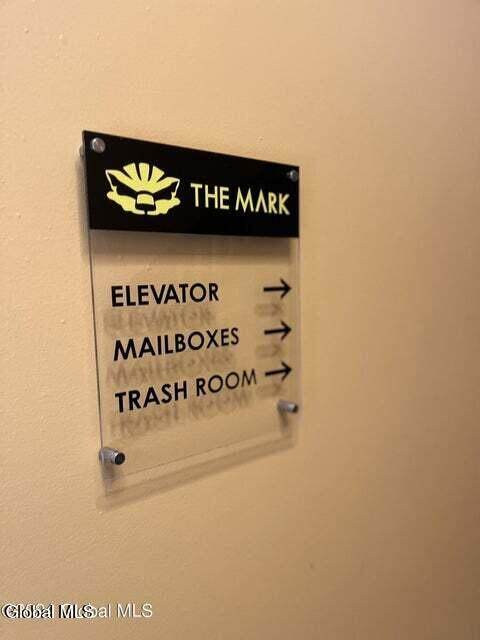 THE MARK
ELEVATOR →
MAILBOXES →
TRASH ROOM →
Global MLS